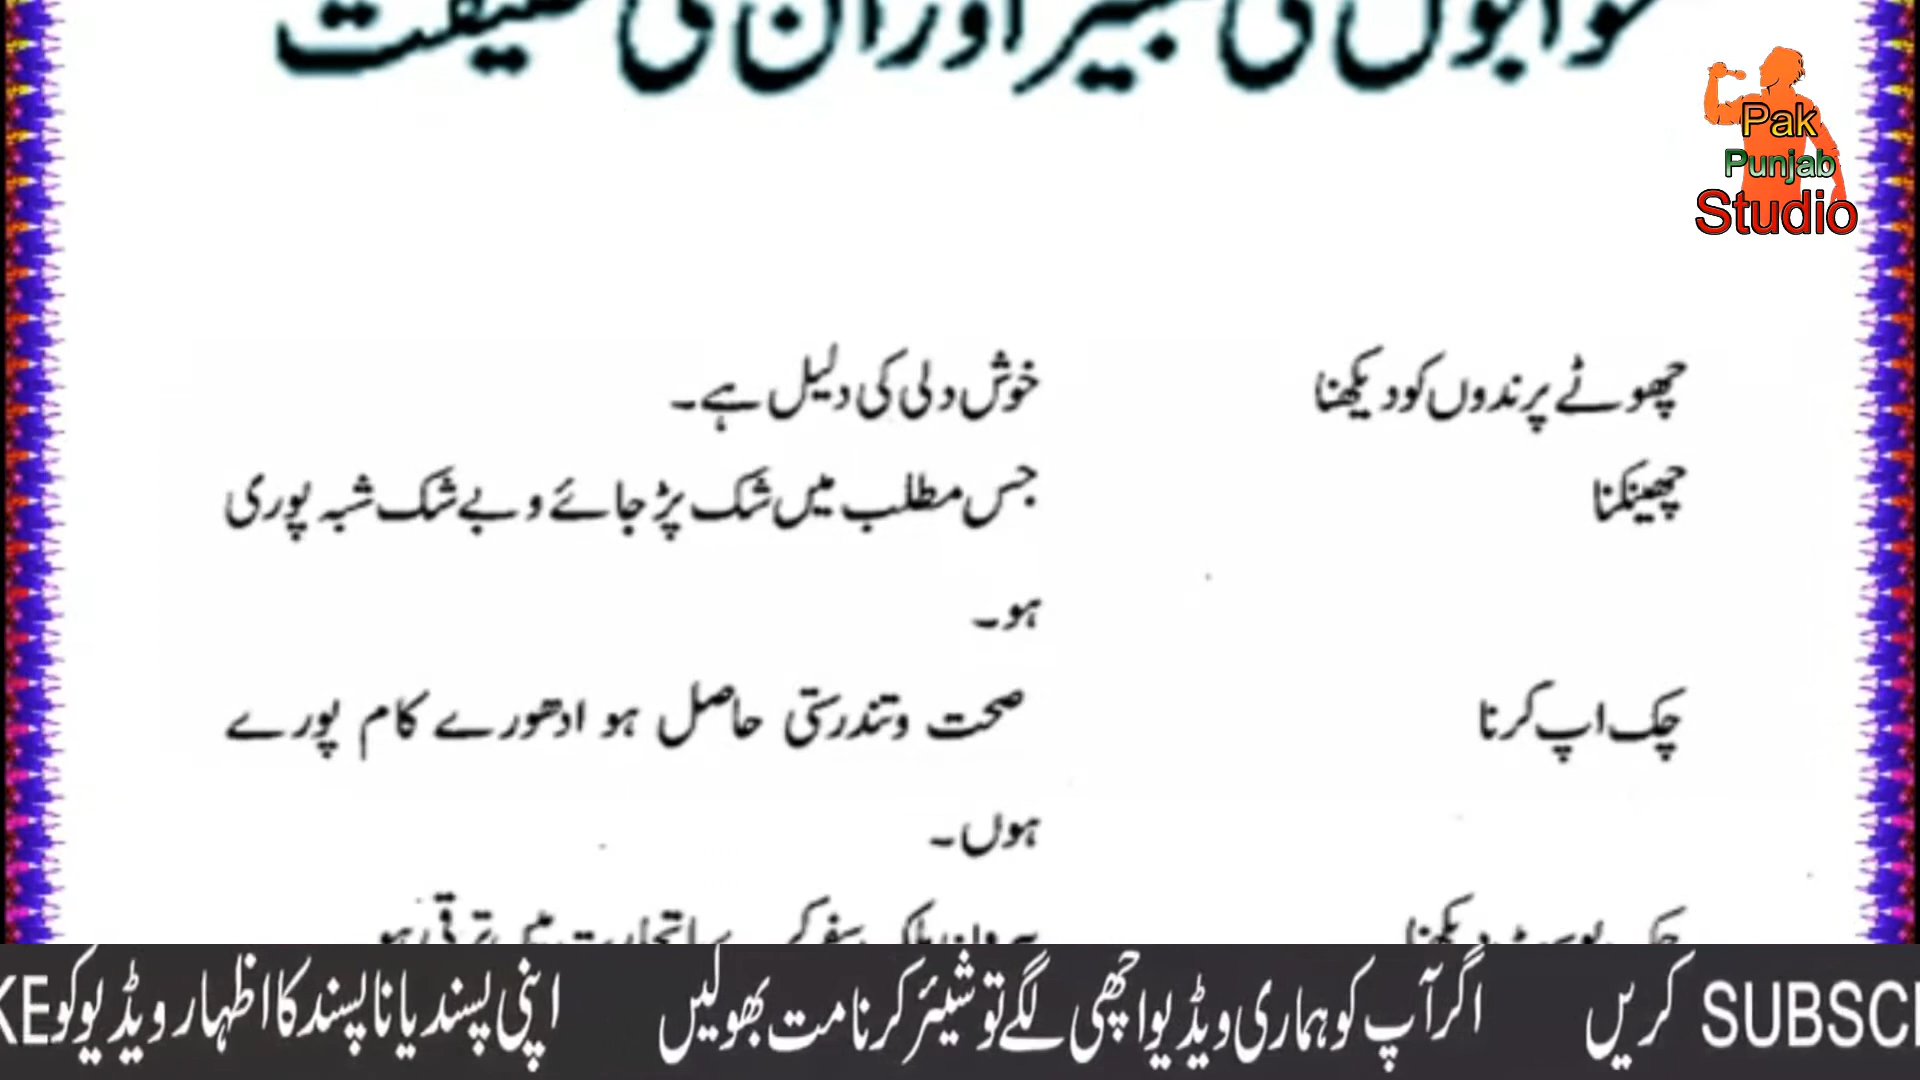 خوابوں کی تعبیر اور ان کی حقیقت
Pak
Punjab
Studio
چھوٹے پرندوں کو دیکھنا خوش دلی کی دلیل ہے۔
چھینکنا جس مطلب میں شک پڑ جائے وبے شک شبہ پوری
ہو۔
چک اپ کرنا صحت وتندرستی حاصل ہو ادھورے کام پورے
ہوں۔
SUBSCI کریں اگر آپ کو ہماری ویڈیو اچھی لگے تو شیئر کرنا مت بھولیں اپنی پسند یا ناپسند کا اظہار ویڈیو کو KE